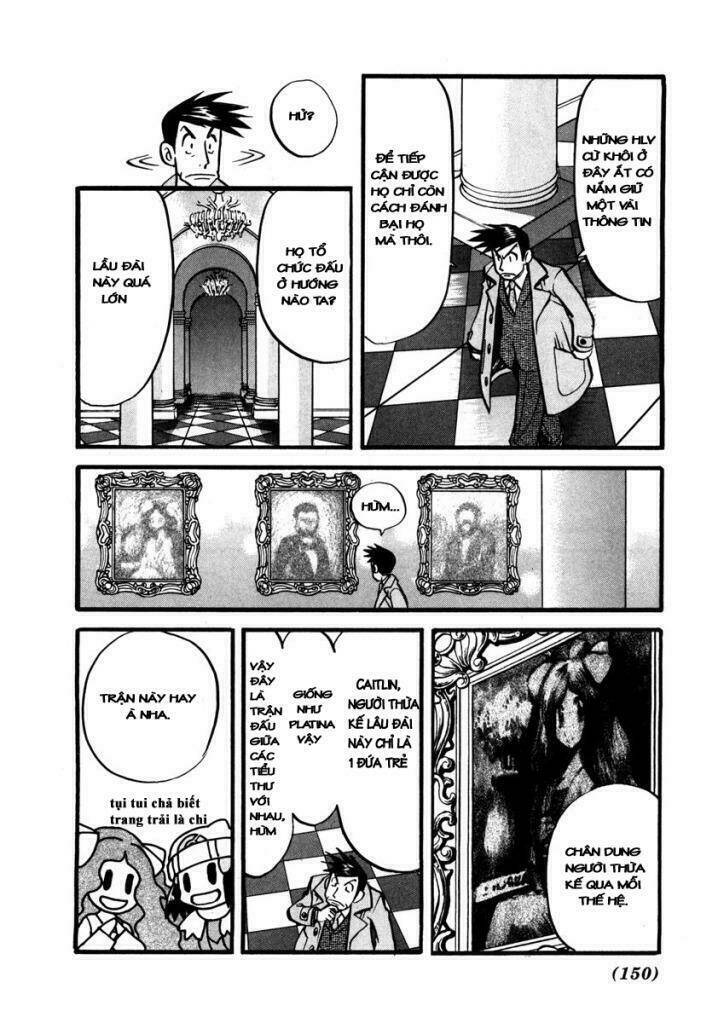 NHỮNG HLV
CỪ KHÔI Ở
ĐÂY ẮT CÓ
NẮM GIỮ
MỘT VÀI
THÔNG TIN
ĐỂ TIẾP
CẬN ĐƯỢC
HỌ CHỈ CÒN
CÁCH ĐÁNH
BẠI HỌ
MÀ THÔI.
HỬ?
HỌ TỔ
CHỨC ĐẤU
Ở HƯỚNG
NÀO TA?
LÂU ĐÀI
NÀY QUÁ
LỚN
HỪM...
CHÂN DUNG
NGƯỜI THỪA
KẾ QUA MỖI
THẾ HỆ.
CAITLIN,
NGƯỜI THỪA
KẾ LÂU ĐÀI
NÀY CHỈ LÀ
1 ĐỨA TRẺ
GIỐNG
NHƯ
PLATINA
VẬY
VẬY
ĐÂY
LÀ
TRẬN
ĐẤU
GIỮA
CÁC
TIỂU
THƯ
VỚI
NHAU,
HỪM
TRẬN NÀY HAY
À NHA.
tụi tui chả biết
trang trải là chi
(150)